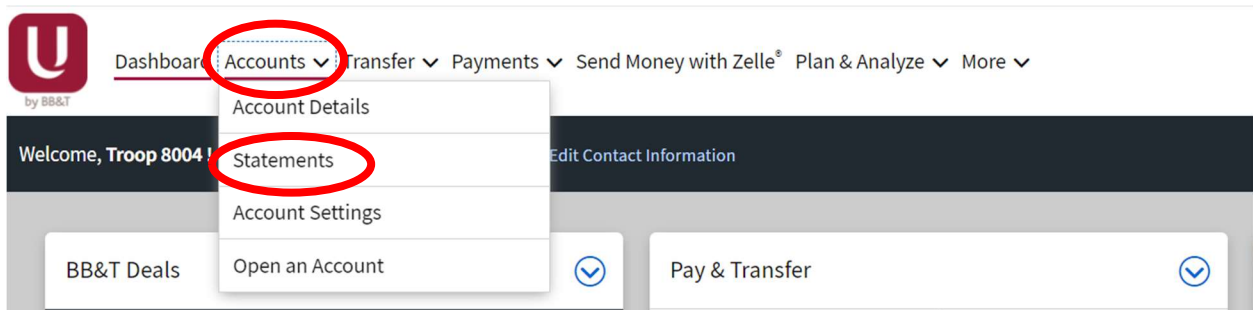 U
by BB&T
Dashboard Accounts Transfer Payments Send Money with Zelle® Plan & Analyze More
Account Details
Statements
Account Settings
Open an Account
Welcome, Troop 8004 !
Edit Contact Information
BB&T Deals
Pay & Transfer